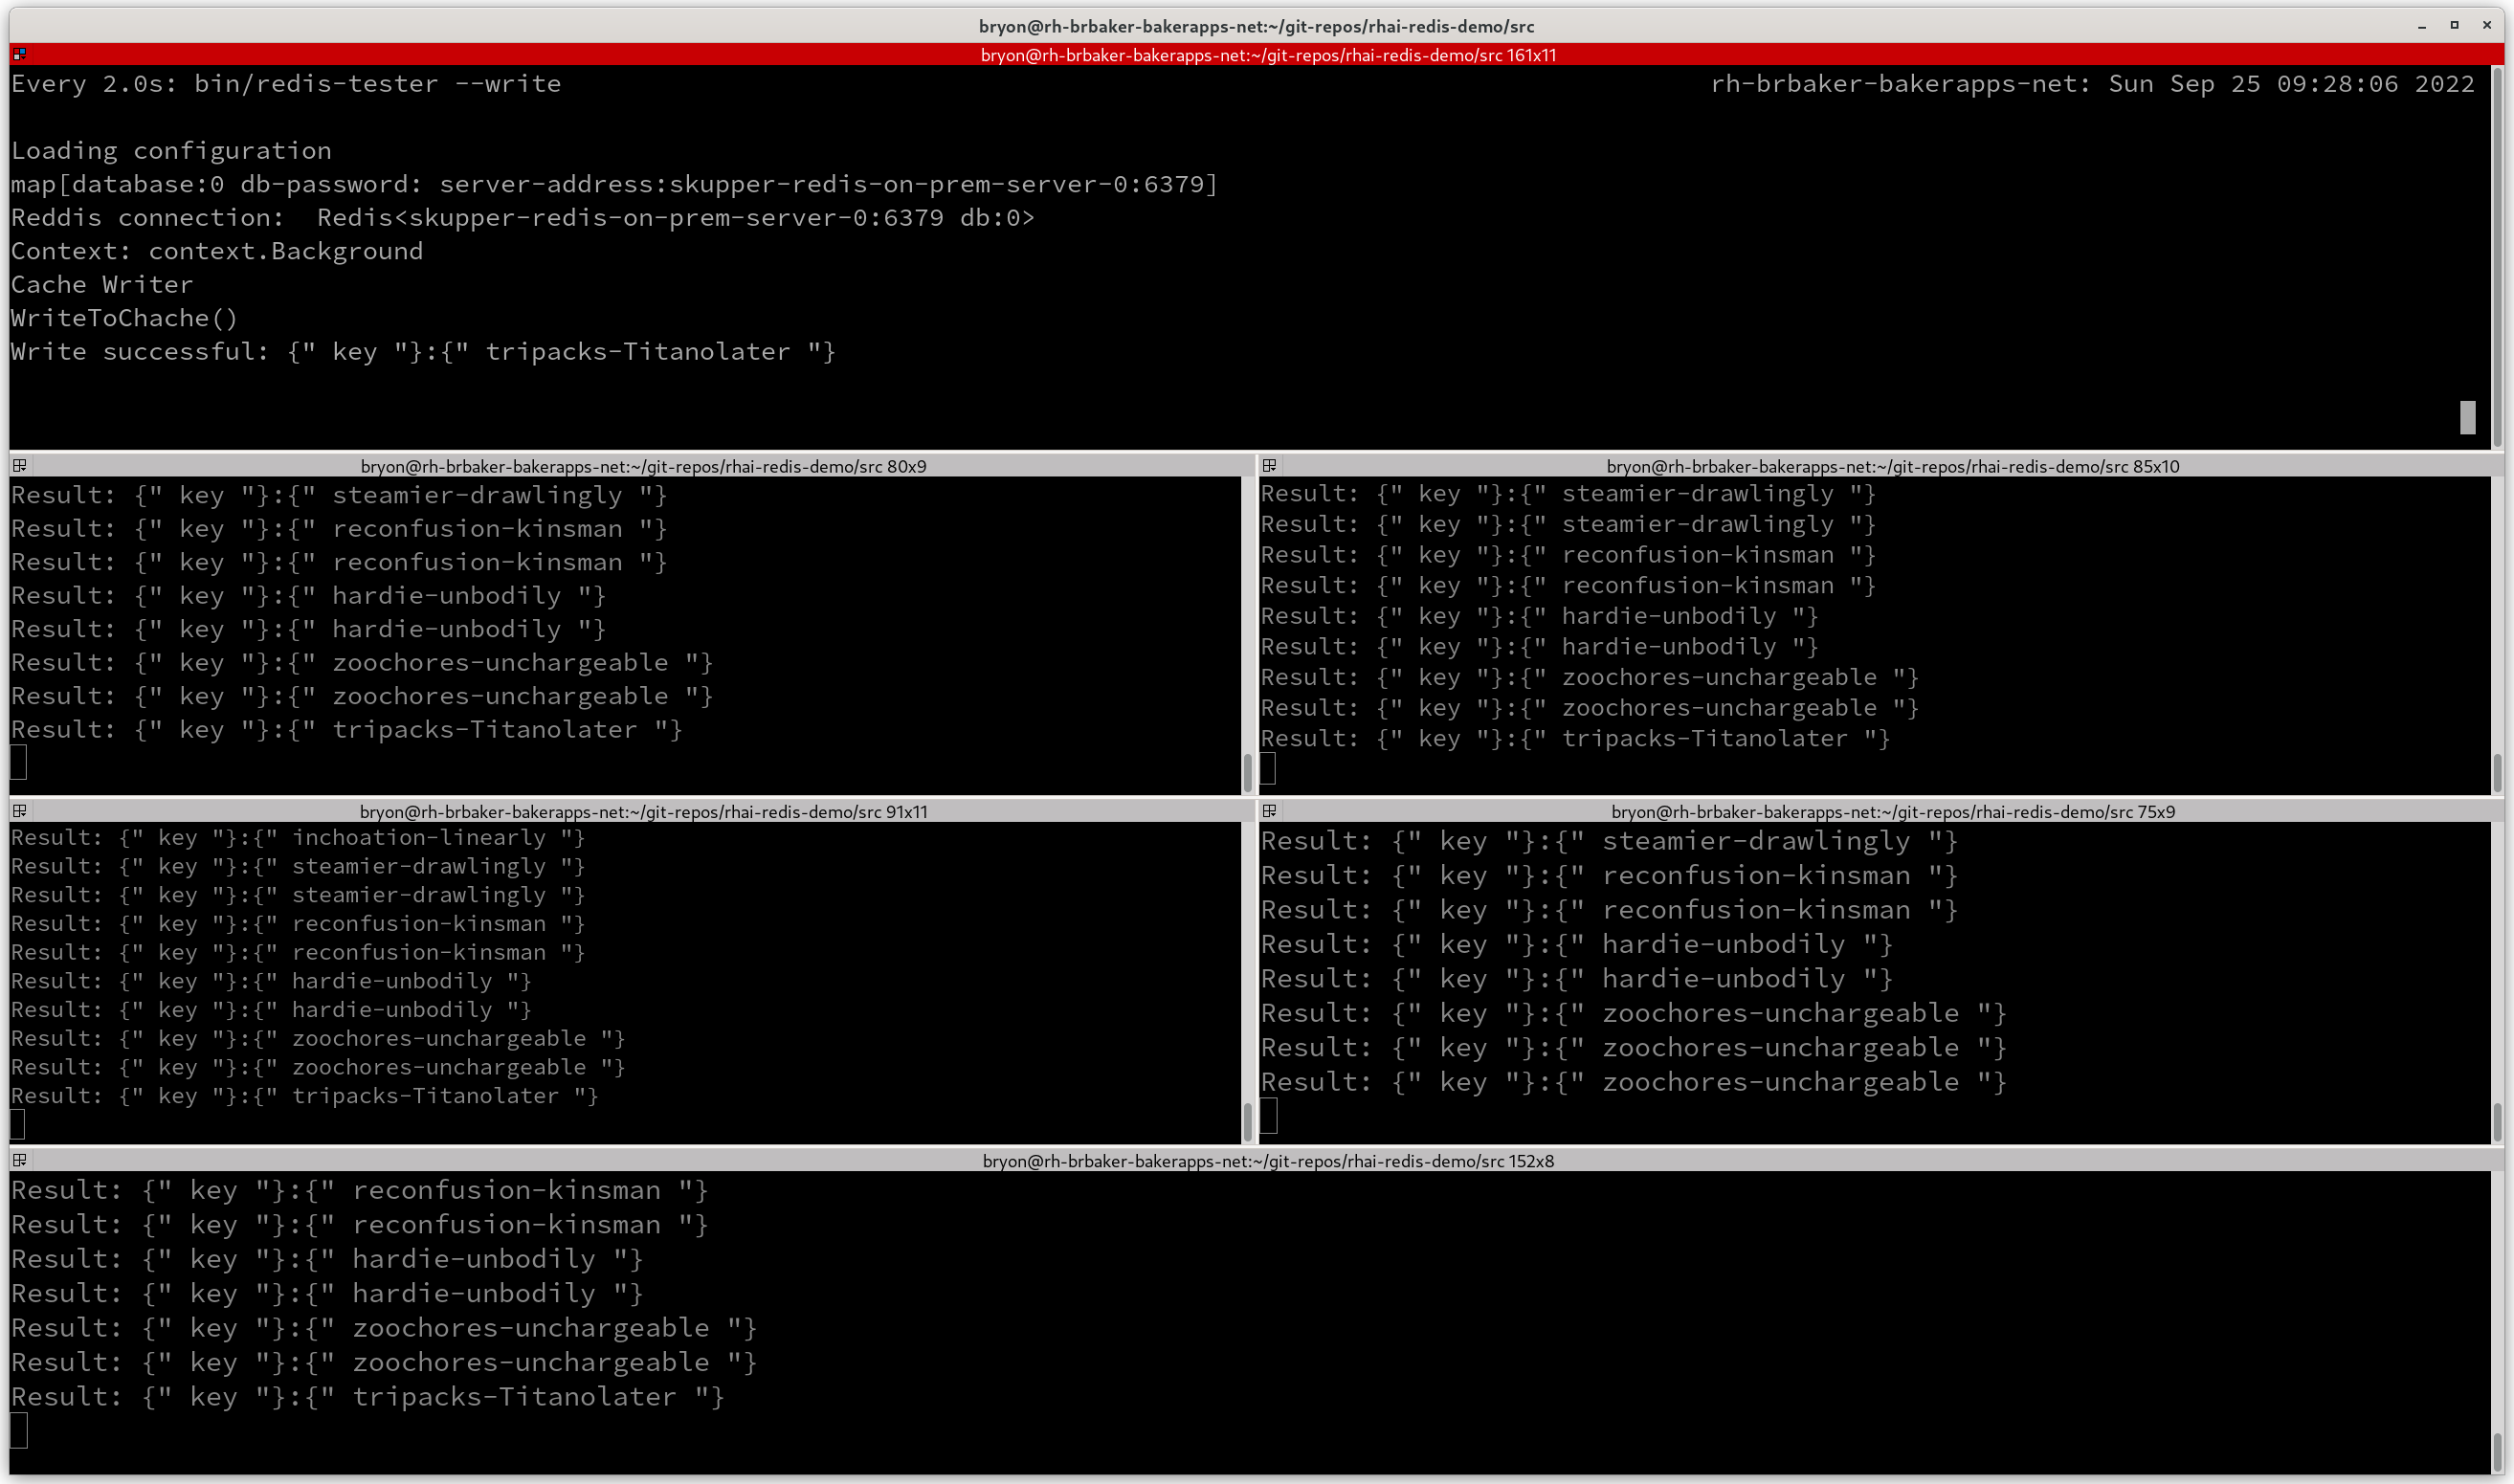 bryon@rh-brbaker-bakerapps-net:~/git-repos/rhai-redis-demo/src
bryon@rh-brbaker-bakerapps-net:~/git-repos/rhai-redis-demo/src 161x11
Every 2.0s: bin/redis-tester --write rh-brbaker-bakerapps-net: Sun Sep 25 09:28:06 2022
Loading configuration
map[database:0 db-password: server-address:skupper-redis-on-prem-server-0:6379]
Reddis connection:  Redis<skupper-redis-on-prem-server-0:6379 db:0>
Context: context.Background
Cache Writer
WriteToChache()
Write successful: {" key "}:{" tripacks-Titanolater "}
bryon@rh-brbaker-bakerapps-net:~/git-repos/rhai-redis-demo/src 80x9
Result: {" key "}:{" steamier-drawlingly "}
Result: {" key "}:{" reconfusion-kinsman "}
Result: {" key "}:{" reconfusion-kinsman "}
Result: {" key "}:{" hardie-unbodily "}
Result: {" key "}:{" hardie-unbodily "}
Result: {" key "}:{" zoochores-unchargeable "}
Result: {" key "}:{" zoochores-unchargeable "}
Result: {" key "}:{" tripacks-Titanolater "}
bryon@rh-brbaker-bakerapps-net:~/git-repos/rhai-redis-demo/src 85x10
Result: {" key "}:{" steamier-drawlingly "}
Result: {" key "}:{" steamier-drawlingly "}
Result: {" key "}:{" reconfusion-kinsman "}
Result: {" key "}:{" reconfusion-kinsman "}
Result: {" key "}:{" hardie-unbodily "}
Result: {" key "}:{" hardie-unbodily "}
Result: {" key "}:{" zoochores-unchargeable "}
Result: {" key "}:{" zoochores-unchargeable "}
Result: {" key "}:{" tripacks-Titanolater "}
bryon@rh-brbaker-bakerapps-net:~/git-repos/rhai-redis-demo/src 91x11
Result: {" key "}:{" inchoation-linearly "}
Result: {" key "}:{" steamier-drawlingly "}
Result: {" key "}:{" steamier-drawlingly "}
Result: {" key "}:{" reconfusion-kinsman "}
Result: {" key "}:{" reconfusion-kinsman "}
Result: {" key "}:{" hardie-unbodily "}
Result: {" key "}:{" hardie-unbodily "}
Result: {" key "}:{" zoochores-unchargeable "}
Result: {" key "}:{" zoochores-unchargeable "}
Result: {" key "}:{" tripacks-Titanolater "}
bryon@rh-brbaker-bakerapps-net:~/git-repos/rhai-redis-demo/src 75x9
Result: {" key "}:{" steamier-drawlingly "}
Result: {" key "}:{" reconfusion-kinsman "}
Result: {" key "}:{" reconfusion-kinsman "}
Result: {" key "}:{" hardie-unbodily "}
Result: {" key "}:{" hardie-unbodily "}
Result: {" key "}:{" zoochores-unchargeable "}
Result: {" key "}:{" zoochores-unchargeable "}
Result: {" key "}:{" zoochores-unchargeable "}
bryon@rh-brbaker-bakerapps-net:~/git-repos/rhai-redis-demo/src 152x8
Result: {" key "}:{" reconfusion-kinsman "}
Result: {" key "}:{" reconfusion-kinsman "}
Result: {" key "}:{" hardie-unbodily "}
Result: {" key "}:{" hardie-unbodily "}
Result: {" key "}:{" zoochores-unchargeable "}
Result: {" key "}:{" zoochores-unchargeable "}
Result: {" key "}:{" tripacks-Titanolater "}